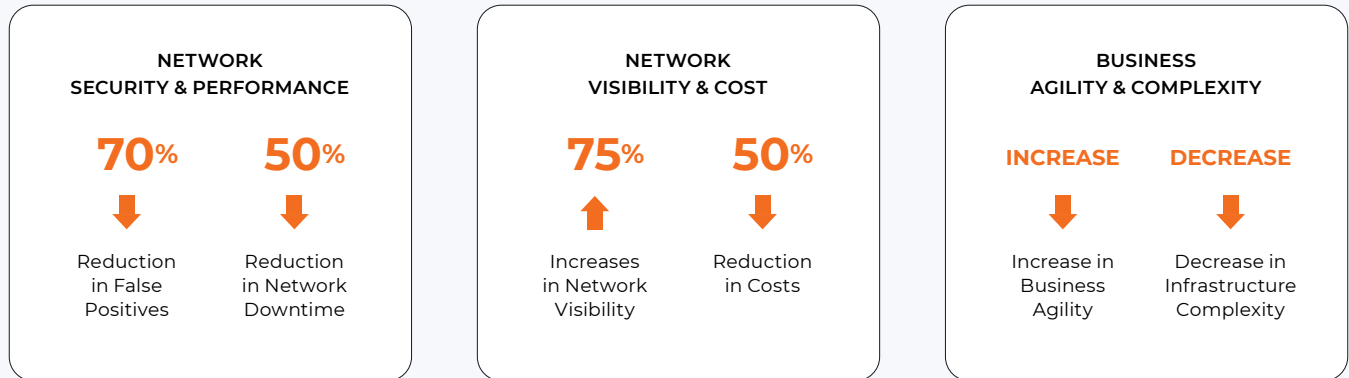 NETWORK
SECURITY & PERFORMANCE
70%
50%
Reduction
in False
Positives
Reduction
in Network
Downtime
NETWORK
VISIBILITY & COST
75%
50%
Increases
in Network
Visibility
Reduction
in Costs
BUSINESS
AGILITY & COMPLEXITY
INCREASE
DECREASE
Increase in
Business
Agility
Decrease in
Infrastructure
Complexity